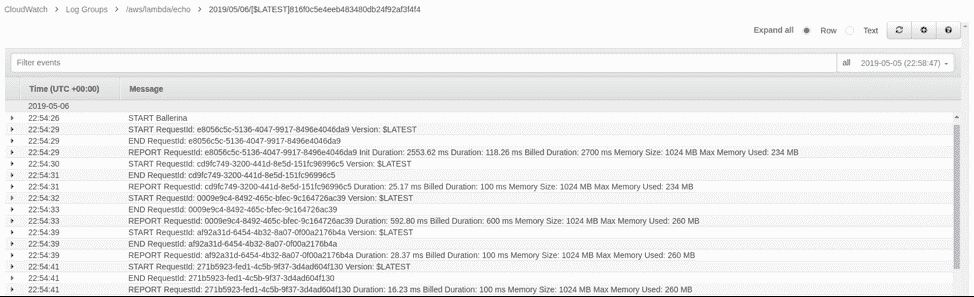 CloudWatch > Log Groups > /aws/lambda/echo > 2019/05/06/[$LATEST]816f0c5e4eeb483480db24f92af3f4f4
Expand all Row Text
Filter events all 2019-05-05 (22:58:47)
Time (UTC +00:00) Message
2019-05-06
22:54:26 START Ballerina
22:54:29 START RequestId: e8056c5c-5136-4047-9917-8496e4046da9 Version: $LATEST
22:54:29 END RequestId: e8056c5c-5136-4047-9917-8496e4046da9
22:54:29 REPORT RequestId: e8056c5c-5136-4047-9917-8496e4046da9 Init Duration: 2553.62 ms Duration: 118.26 ms Billed Duration: 2700 ms Memory Size: 1024 MB Max Memory Used: 234 MB
22:54:30 START RequestId: cd9fc749-3200-441d-8e5d-151fc96996c5 Version: $LATEST
22:54:31 END RequestId: cd9fc749-3200-441d-8e5d-151fc96996c5
22:54:31 REPORT RequestId: cd9fc749-3200-441d-8e5d-151fc96996c5 Duration: 25.17 ms Billed Duration: 100 ms Memory Size: 1024 MB Max Memory Used: 234 MB
22:54:32 START RequestId: 0009e9c4-8492-465c-bfec-9c164726ac39 Version: $LATEST
22:54:33 END RequestId: 0009e9c4-8492-465c-bfec-9c164726ac39
22:54:33 REPORT RequestId: 0009e9c4-8492-465c-bfec-9c164726ac39 Duration: 592.80 ms Billed Duration: 600 ms Memory Size: 1024 MB Max Memory Used: 260 MB
22:54:39 START RequestId: af92a31d-6454-4b32-8a07-0f00a2176b4a Version: $LATEST
22:54:39 END RequestId: af92a31d-6454-4b32-8a07-0f00a2176b4a
22:54:39 REPORT RequestId: af92a31d-6454-4b32-8a07-0f00a2176b4a Duration: 28.37 ms Billed Duration: 100 ms Memory Size: 1024 MB Max Memory Used: 260 MB
22:54:41 START RequestId: 271b5923-fed1-4c5b-9f37-3d4ad604f130 Version: $LATEST
22:54:41 END RequestId: 271b5923-fed1-4c5b-9f37-3d4ad604f130
22:54:41 REPORT RequestId: 271b5923-fed1-4c5b-9f37-3d4ad604f130 Duration: 16.23 ms Billed Duration: 100 ms Memory Size: 1024 MB Max Memory Used: 260 MB